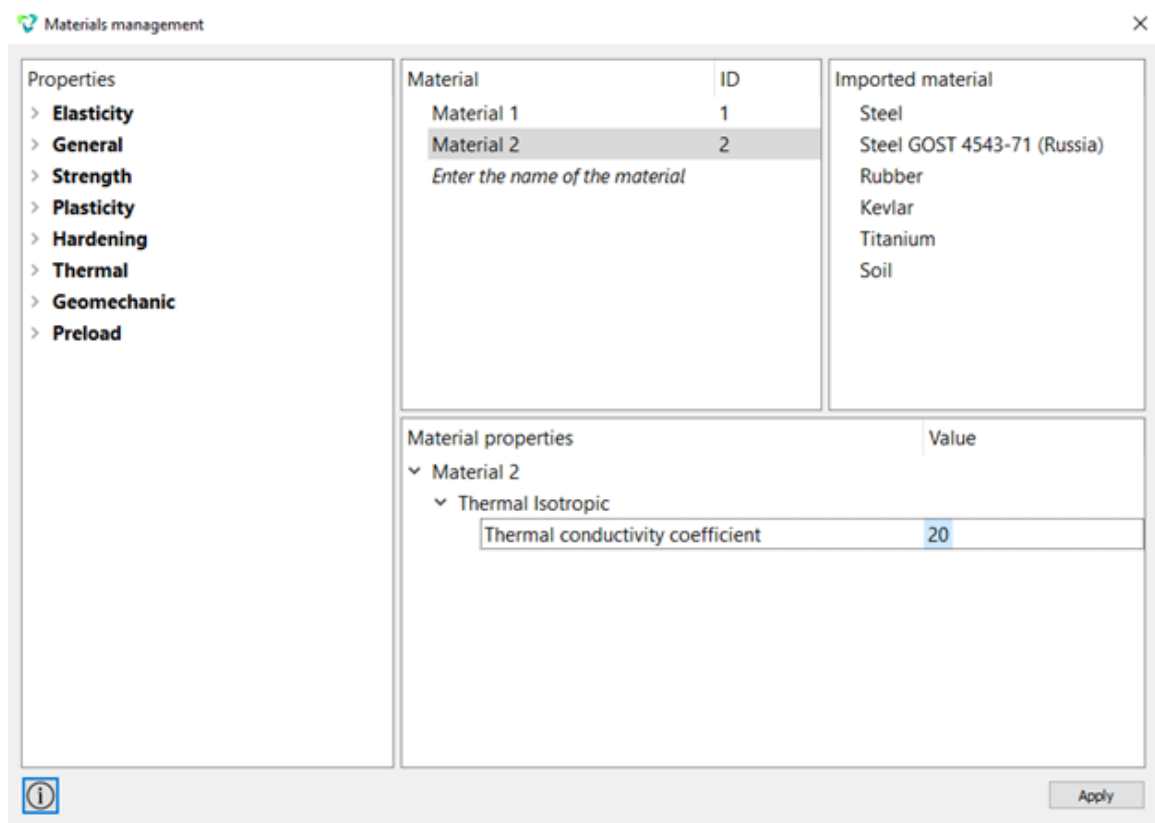 Materials management
Properties
Elasticity
General
Strength
Plasticity
Hardening
Thermal
Geomechanic
Preload
Material ID
Material 1 1
Material 2 2
Enter the name of the material
Imported material
Steel
Steel GOST 4543-71 (Russia)
Rubber
Kevlar
Titanium
Soil
Material properties Value
Material 2
Thermal Isotropic
Thermal conductivity coefficient 20
Apply